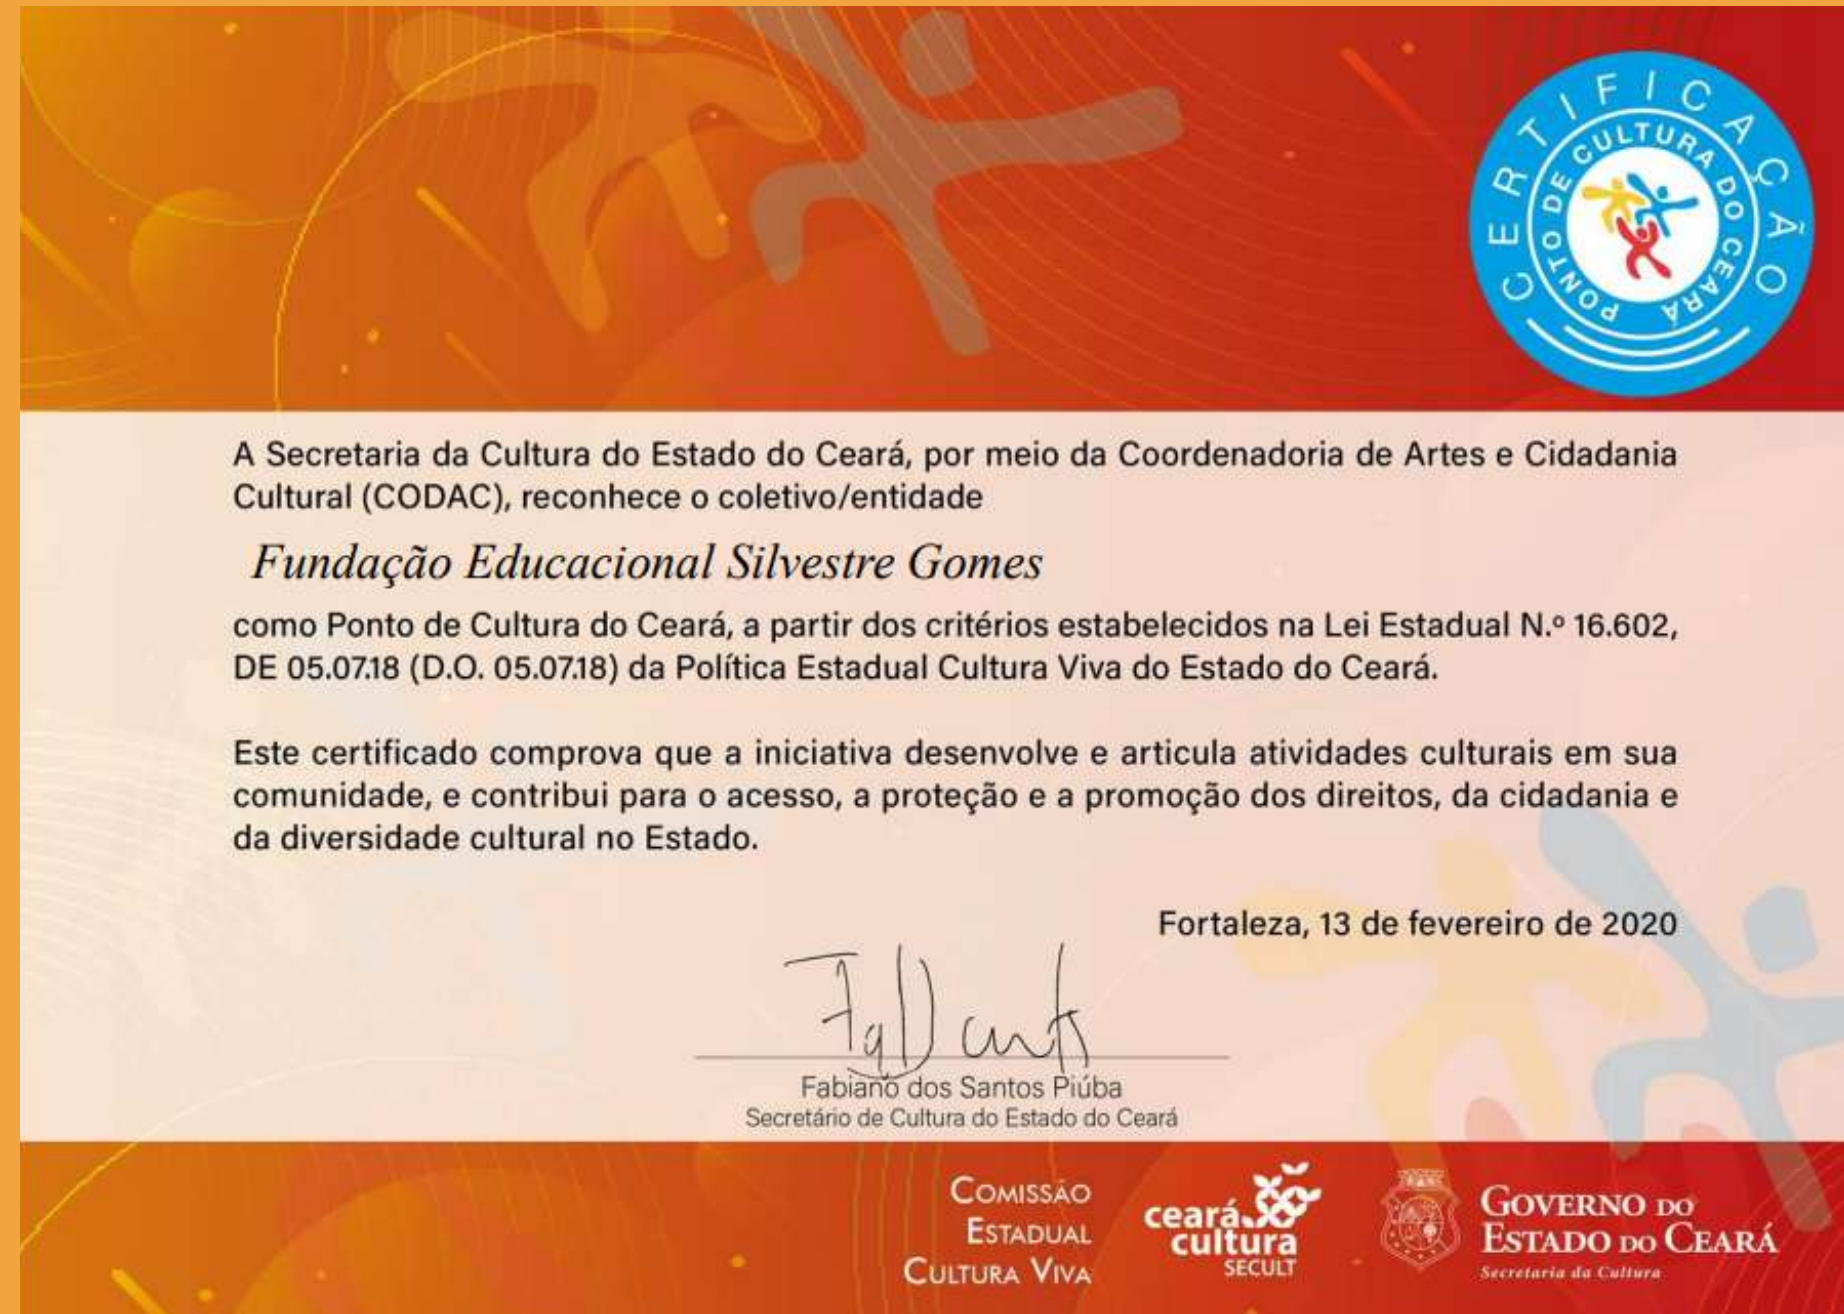 CERTIFICAÇÃO
PONTO DE CULTURA DO CEARÁ
A Secretaria da Cultura do Estado do Ceará, por meio da Coordenadoria de Artes e Cidadania
Cultural (CODAC), reconhece o coletivo/entidade
Fundação Educacional Silvestre Gomes
como Ponto de Cultura do Ceará, a partir dos critérios estabelecidos na Lei Estadual N.º 16.602,
DE 05.07.18 (D.O. 05.07.18) da Política Estadual Cultura Viva do Estado do Ceará.
Este certificado comprova que a iniciativa desenvolve e articula atividades culturais em sua
comunidade, e contribui para o acesso, a proteção e a promoção dos direitos, da cidadania e
da diversidade cultural no Estado.
Fortaleza, 13 de fevereiro de 2020
Fabiano dos Santos Piúba
Secretário de Cultura do Estado do Ceará
COMISSÃO
ESTADUAL
CULTURA VIVA
ceará
cultura
SECULT
GOVERNO DO
ESTADO DO CEARÁ
Secretaria da Cultura